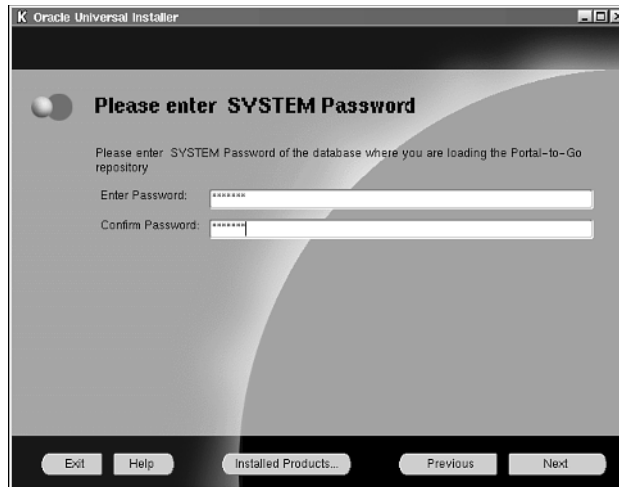 K Oracle Universal Installer
Please enter SYSTEM Password
Please enter SYSTEM Password of the database where you are loading the Portal-to-Go
repository
Enter Password: *******
Confirm Password: *******
Exit Help Installed Products... Previous Next